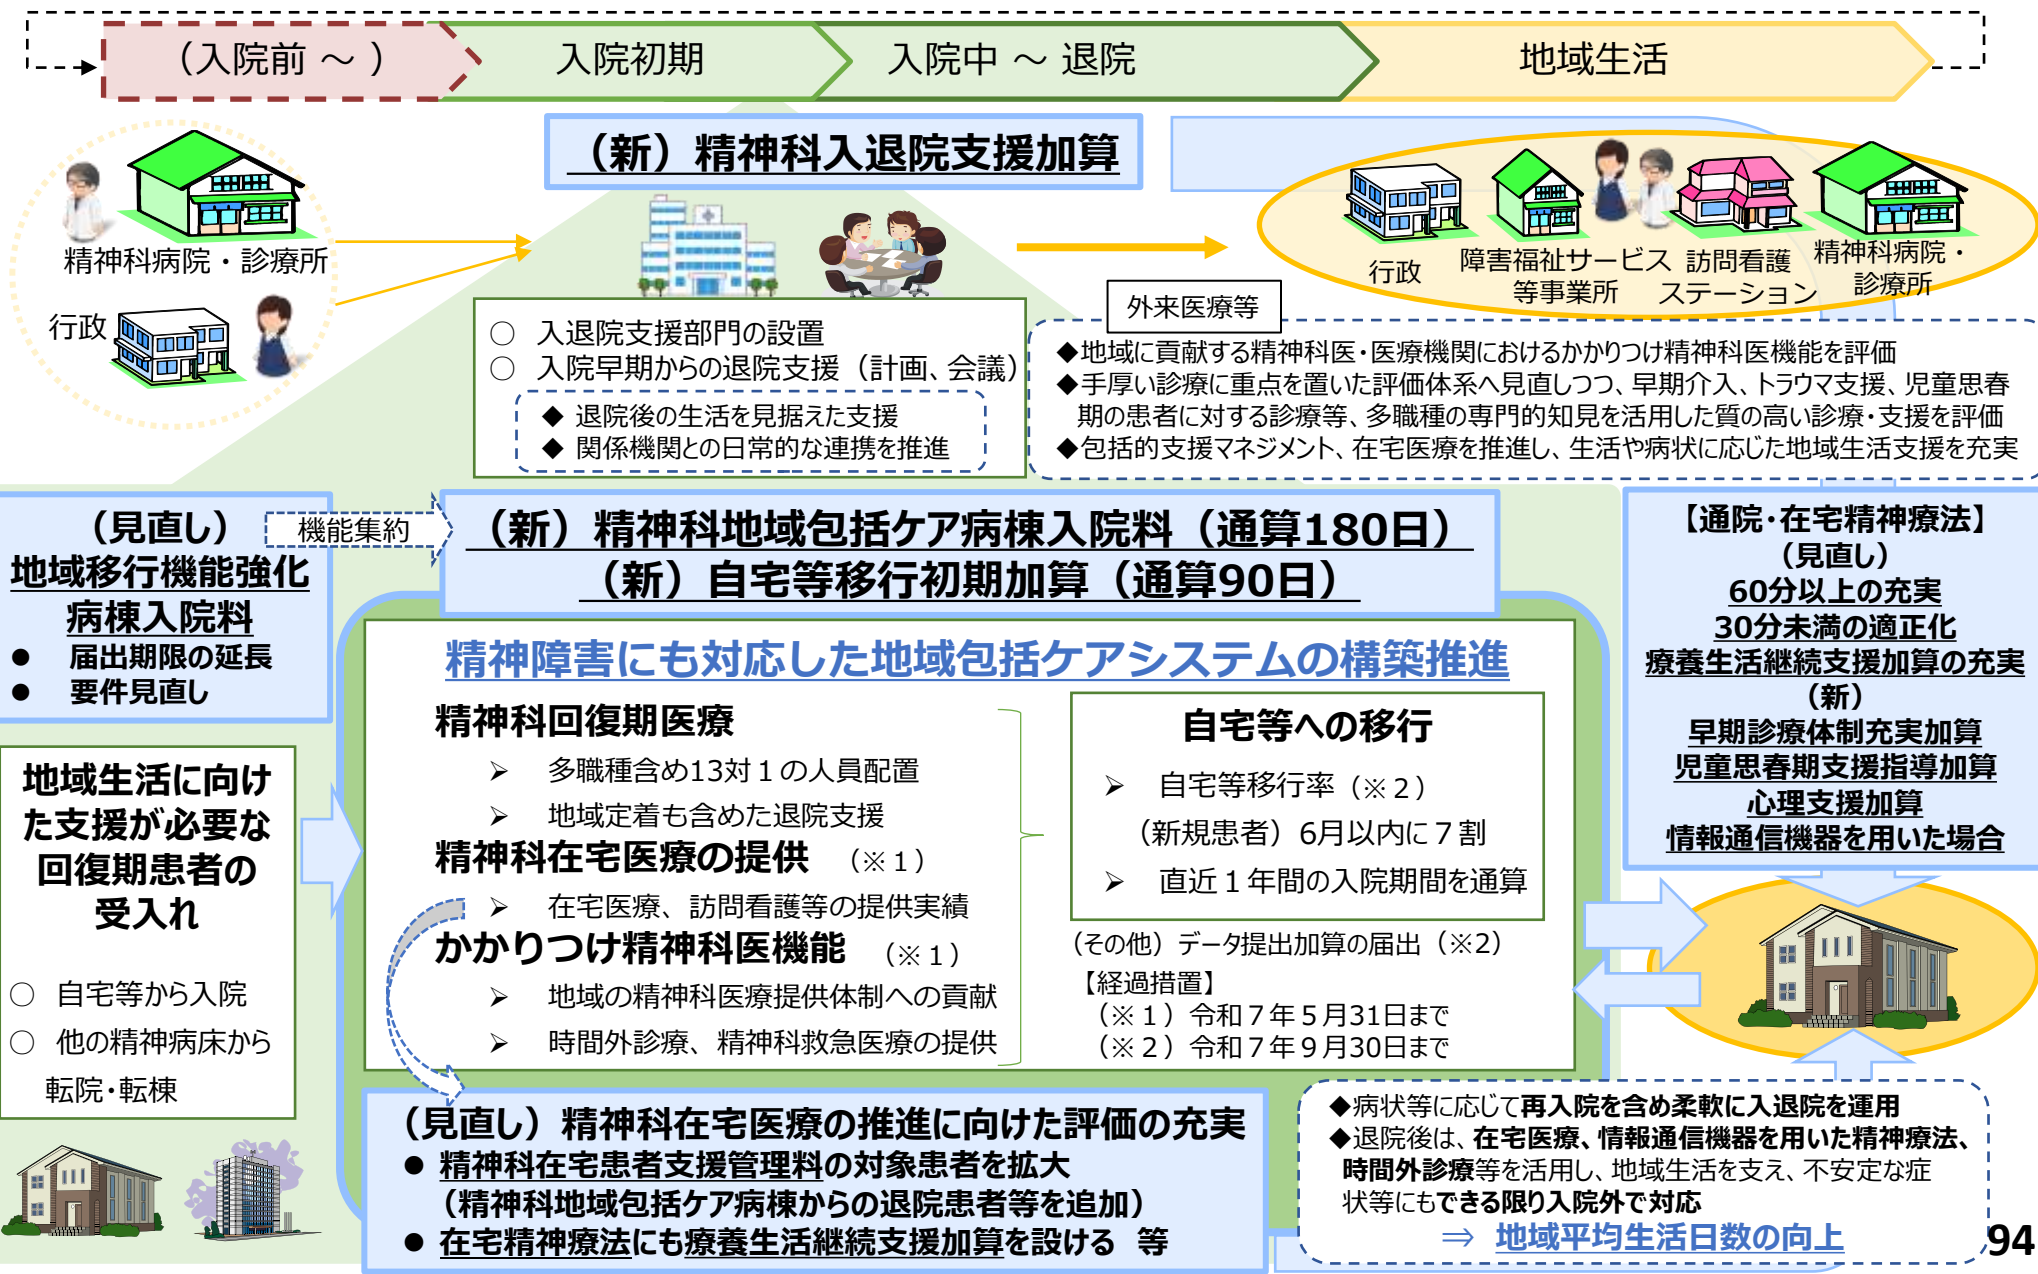 （入院前 ～ ）
入院初期
入院中 ～ 退院
地域生活
（新）精神科入退院支援加算
精神科病院・診療所
行政
行政
障害福祉サービス
等事業所
訪問看護
ステーション
精神科病院・
診療所
○ 入退院支援部門の設置
○ 入院早期からの退院支援（計画、会議）
◆ 退院後の生活を見据えた支援
◆ 関係機関との日常的な連携を推進
外来医療等
◆地域に貢献する精神科医・医療機関におけるかかりつけ精神科医機能を評価
◆手厚い診療に重点を置いた評価体系へ見直しつつ、早期介入、トラウマ支援、児童思春
期の患者に対する診療等、多職種の専門的知見を活用した質の高い診療・支援を評価
◆包括的支援マネジメント、在宅医療を推進し、生活や病状に応じた地域生活支援を充実
（見直し）
地域移行機能強化
病棟入院料
● 届出期限の延長
● 要件見直し
機能集約
（新）精神科地域包括ケア病棟入院料（通算180日）
（新）自宅等移行初期加算（通算90日）
【通院・在宅精神療法】
（見直し）
60分以上の充実
30分未満の適正化
療養生活継続支援加算の充実
（新）
早期診療体制充実加算
児童思春期支援指導加算
心理支援加算
情報通信機器を用いた場合
精神障害にも対応した地域包括ケアシステムの構築推進
精神科回復期医療
➢ 多職種含め13対１の人員配置
➢ 地域定着も含めた退院支援
精神科在宅医療の提供 （※１）
➢ 在宅医療、訪問看護等の提供実績
かかりつけ精神科医機能 （※１）
➢ 地域の精神科医療提供体制への貢献
➢ 時間外診療、精神科救急医療の提供
自宅等への移行
➢ 自宅等移行率（※２）
（新規患者）6月以内に７割
➢ 直近１年間の入院期間を通算
（その他）データ提出加算の届出（※2）
【経過措置】
（※１）令和７年５月31日まで
（※２）令和７年９月30日まで
地域生活に向け
た支援が必要な
回復期患者の
受入れ
○ 自宅等から入院
○ 他の精神病床から
転院・転棟
（見直し）精神科在宅医療の推進に向けた評価の充実
● 精神科在宅患者支援管理料の対象患者を拡大
（精神科地域包括ケア病棟からの退院患者等を追加）
● 在宅精神療法にも療養生活継続支援加算を設ける 等
◆病状等に応じて再入院を含め柔軟に入退院を運用
◆退院後は、在宅医療、情報通信機器を用いた精神療法、
時間外診療等を活用し、地域生活を支え、不安定な症
状等にもできる限り入院外で対応
⇒ 地域平均生活日数の向上
94